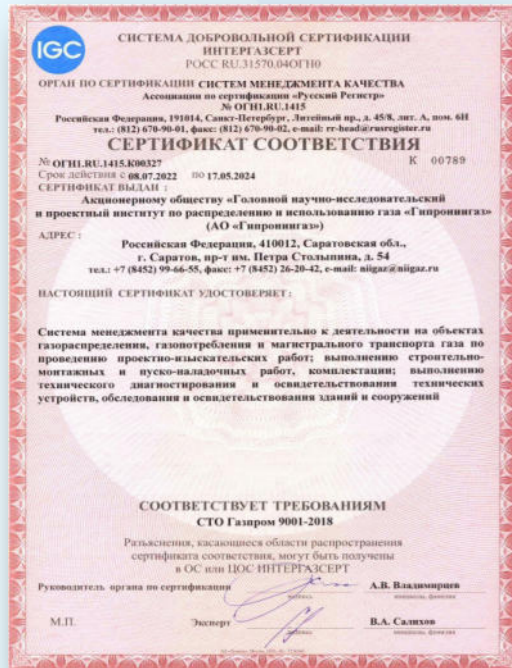 IGC
СИСТЕМА ДОБРОВОЛЬНОЙ СЕРТИФИКАЦИИ
ИНТЕРГАЗСЕРТ
РОСС RU.31570.04ОГН0
ОРГАН ПО СЕРТИФИКАЦИИ СИСТЕМ МЕНЕДЖМЕНТА КАЧЕСТВА
Ассоциации по сертификации «Русский Регистр»
№ ОГН1.RU.1415
Российская Федерация, 191014, Санкт-Петербург, Литейный пр., д. 45/8, лит. А, пом. 6Н
тел.: (812) 670-90-01, факс: (812) 670-90-02, e-mail: rr-head@rusregister.ru
СЕРТИФИКАТ СООТВЕТСТВИЯ
№ ОГН1.RU.1415.К00327
К 00789
Срок действия с 08.07.2022 по 17.05.2024
СЕРТИФИКАТ ВЫДАН :
Акционерному обществу «Головной научно-исследовательский
и проектный институт по распределению и использованию газа «Гипрониигаз»
(АО «Гипрониигаз»)
АДРЕС :
Российская Федерация, 410012, Саратовская обл.,
г. Саратов, пр-т им. Петра Столыпина, д. 54
тел.: +7 (8452) 99-66-55, факс: +7 (8452) 26-20-42, e-mail: niigaz@niigaz.ru
НАСТОЯЩИЙ СЕРТИФИКАТ УДОСТОВЕРЯЕТ :
Система менеджмента качества применительно к деятельности на объектах
газораспределения, газопотребления и магистрального транспорта газа по
проведению проектно-изыскательских работ; выполнению строительно-
монтажных и пуско-наладочных работ, комплектации; выполнению
технического диагностирования и освидетельствования технических
устройств, обследования и освидетельствования зданий и сооружений
СООТВЕТСТВУЕТ ТРЕБОВАНИЯМ
СТО Газпром 9001-2018
Разъяснения, касающиеся области распространения
сертификата соответствия, могут быть получены
в ОС или ЦОС ИНТЕРГАЗСЕРТ
Руководитель органа по сертификации
А.В. Владимирцев
подпись
инициалы, фамилия
М.П.
Эксперт
В.А. Салихов
подпись
инициалы, фамилия